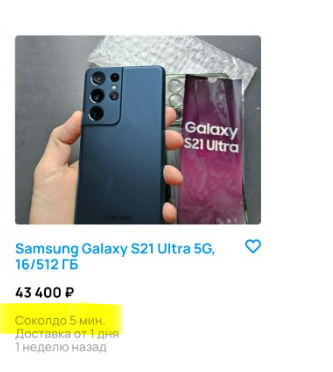 Galaxy
S21 Ultra
Samsung Galaxy S21 Ultra 5G,
16/512 ГБ
43 400 ₽
Соколдо 5 мин.
Доставка от 1 дня
1 неделю назад